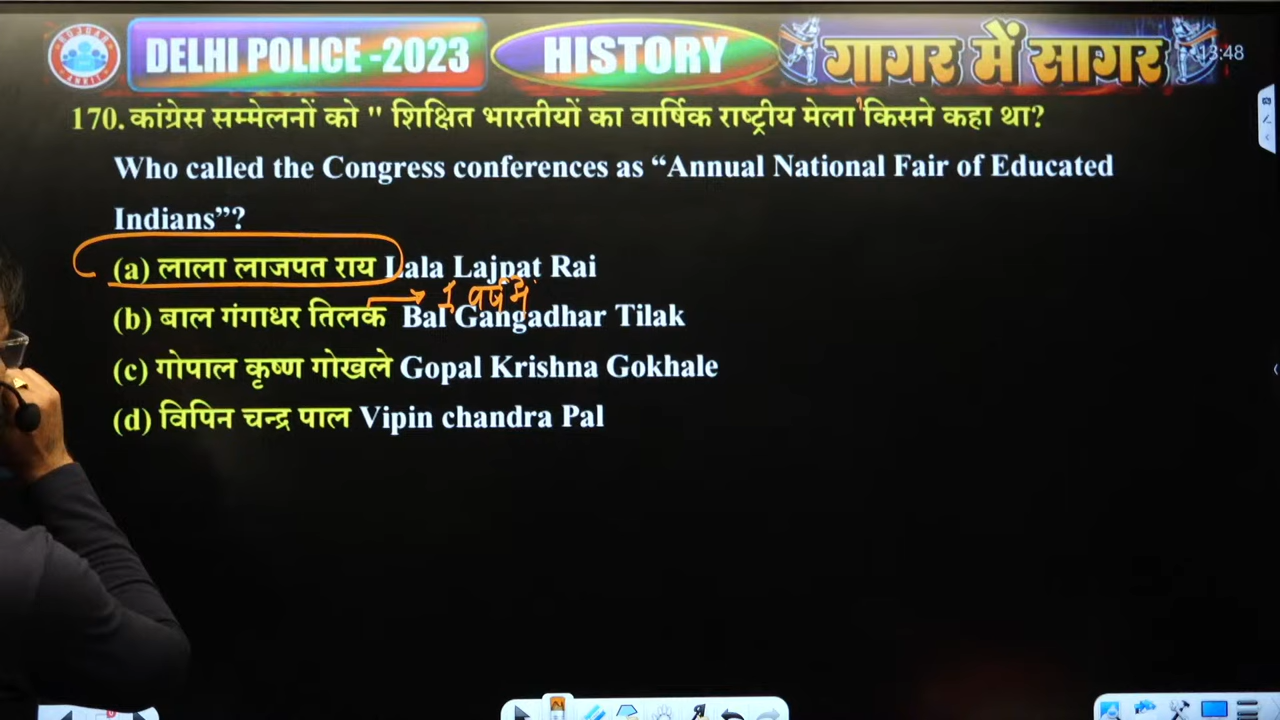 ROJGAR
ANKIT
DELHI POLICE -2023
HISTORY
गागर में सागर
13:48
170. कांग्रेस सम्मेलनों को " शिक्षित भारतीयों का वार्षिक राष्ट्रीय मेला' किसने कहा था?
Who called the Congress conferences as “Annual National Fair of Educated
Indians”?
(a) लाला लाजपत राय Lala Lajpat Rai
वर्ष में
(b) बाल गंगाधर तिलक Bal Gangadhar Tilak
(c) गोपाल कृष्ण गोखले Gopal Krishna Gokhale
(d) विपिन चन्द्र पाल Vipin chandra Pal